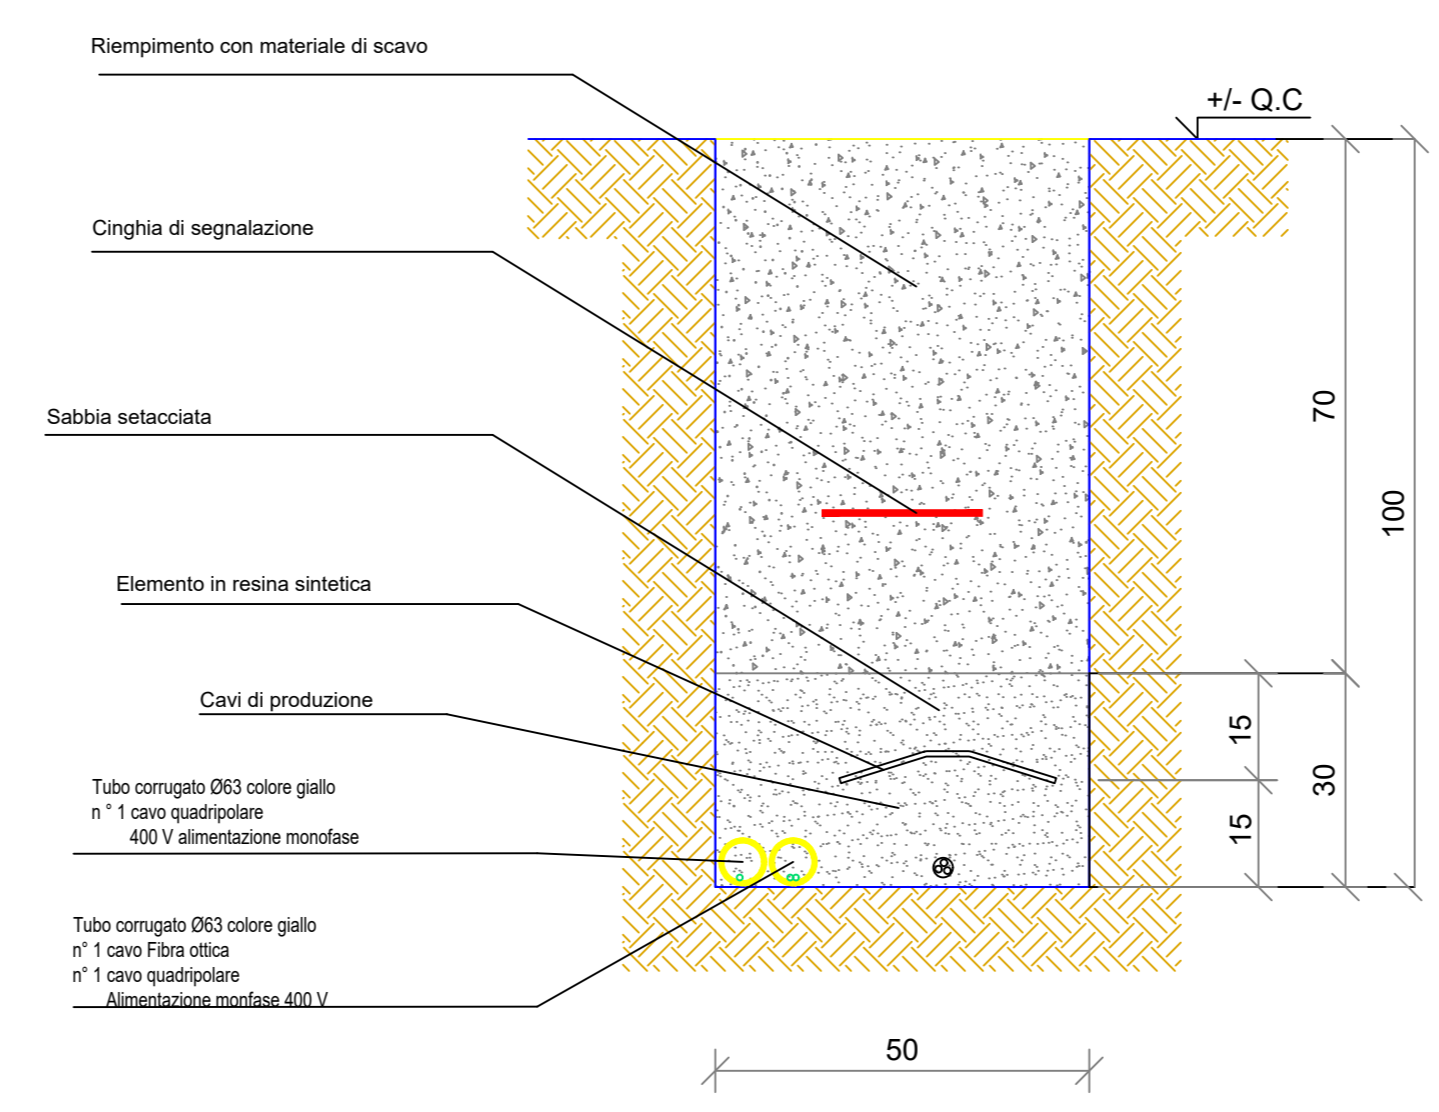 Riempimento con materiale di scavo
+/- Q.C
Cinghia di segnalazione
70
Sabbia setacciata
100
Elemento in resina sintetica
Cavi di produzione
15
30
15
Tubo corrugato Ø63 colore giallo
n ° 1 cavo quadripolare
400 V alimentazione monofase
Tubo corrugato Ø63 colore giallo
n° 1 cavo Fibra ottica
n° 1 cavo quadripolare
Alimentazione monfase 400 V
50